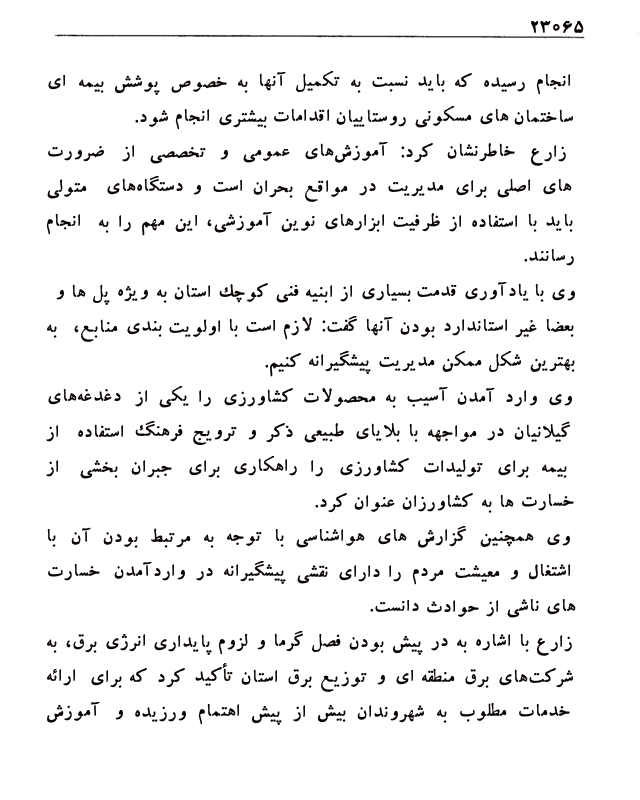 ۲۳۰۶۵
انجام رسیده که باید نسبت به تکمیل آنها به خصوص پوشش بیمه ای
ساختمان های مسکونی روستاییان اقدامات بیشتری انجام شود.
زارع خاطرنشان کرد: آموزش‌های عمومی و تخصصی از ضرورت
های اصلی برای مدیریت در مواقع بحران است و دستگاه‌های متولی
باید با استفاده از ظرفیت ابزارهای نوین آموزشی، این مهم را به انجام
رسانند.
وی با یادآوری قدمت بسیاری از ابنیه فنی کوچك استان به ویژه پل ها و
بعضا غیر استاندارد بودن آنها گفت: لازم است با اولویت بندی منابع، به
بهترین شکل ممکن مدیریت پیشگیرانه کنیم.
وی وارد آمدن آسیب به محصولات کشاورزی را یکی از دغدغه‌های
گیلانیان در مواجهه با بلایای طبیعی ذکر و ترویج فرهنگ استفاده از
بیمه برای تولیدات کشاورزی را راهکاری برای جبران بخشی از
خسارت ها به کشاورزان عنوان کرد.
وی همچنین گزارش های هواشناسی با توجه به مرتبط بودن آن با
اشتغال و معیشت مردم را دارای نقشی پیشگیرانه در واردآمدن خسارت
های ناشی از حوادث دانست.
زارع با اشاره به در پیش بودن فصل گرما و لزوم پایداری انرژی برق، به
شرکت‌های برق منطقه ای و توزیع برق استان تأکید کرد که برای ارائه
خدمات مطلوب به شهروندان بیش از پیش اهتمام ورزیده و آموزش